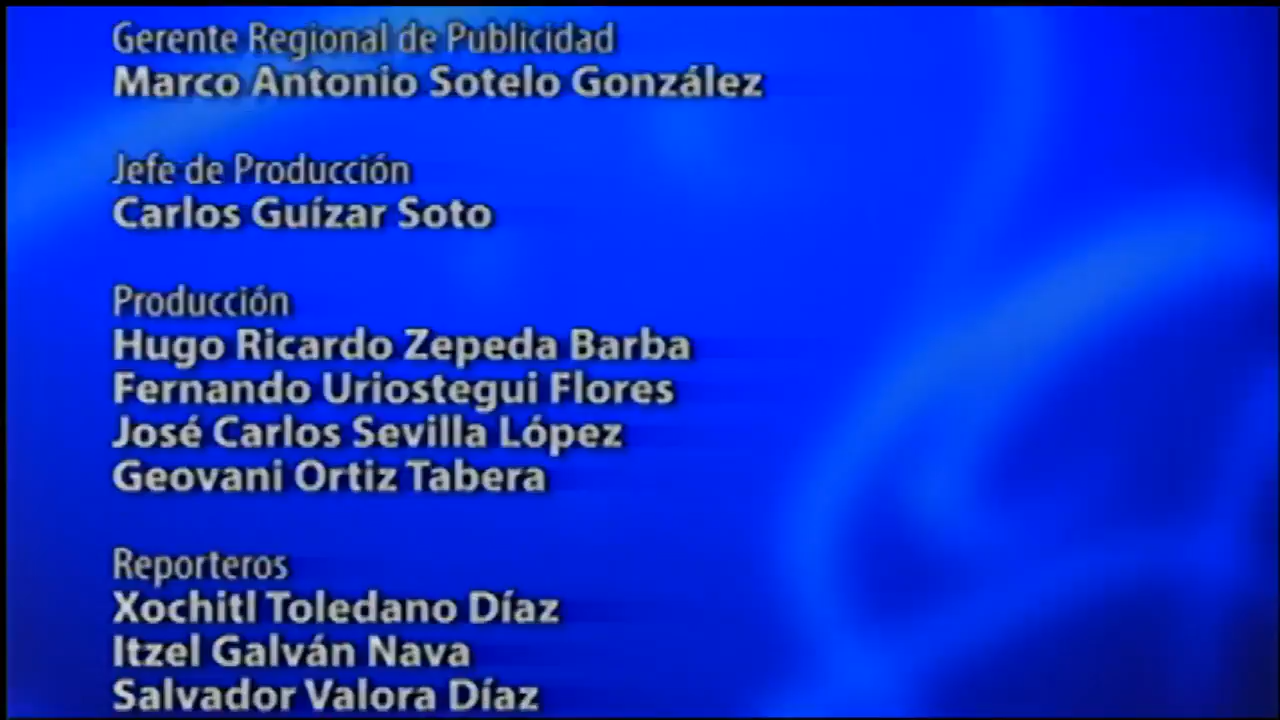 Gerente Regional de Publicidad
Marco Antonio Sotelo González
Jefe de Producción
Carlos Guízar Soto
Producción
Hugo Ricardo Zepeda Barba
Fernando Uriostegui Flores
José Carlos Sevilla López
Geovani Ortiz Tabera
Reporteros
Xochitl Toledano Díaz
Itzel Galván Nava
Salvador Valora Díaz